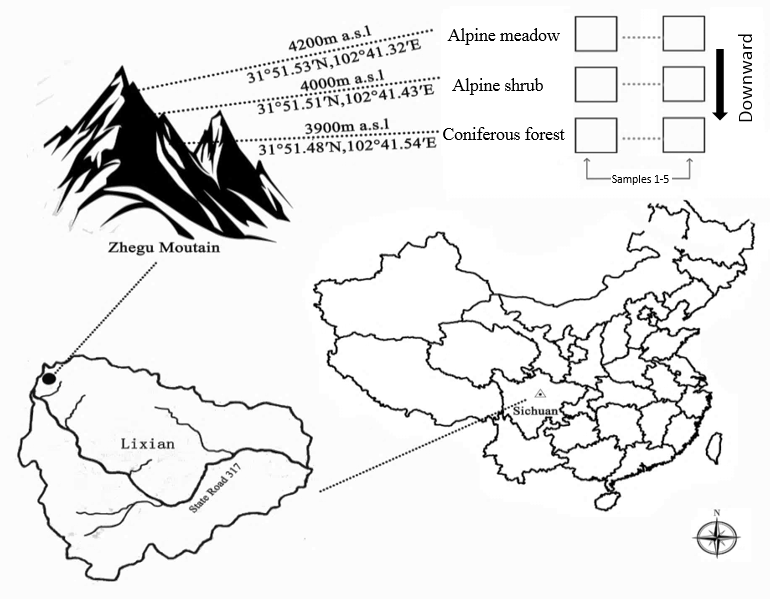 4200m a.s.l
31°51.53′N,102°41.32′E
Alpine meadow
4000m a.s.l
31°51.51′N,102°41.43′E
Alpine shrub
3900m a.s.l
31°51.48′N,102°41.54′E
Coniferous forest
Downward
Samples 1-5
Zhegu Moutain
Lixian
State Road 317
Sichuan
N